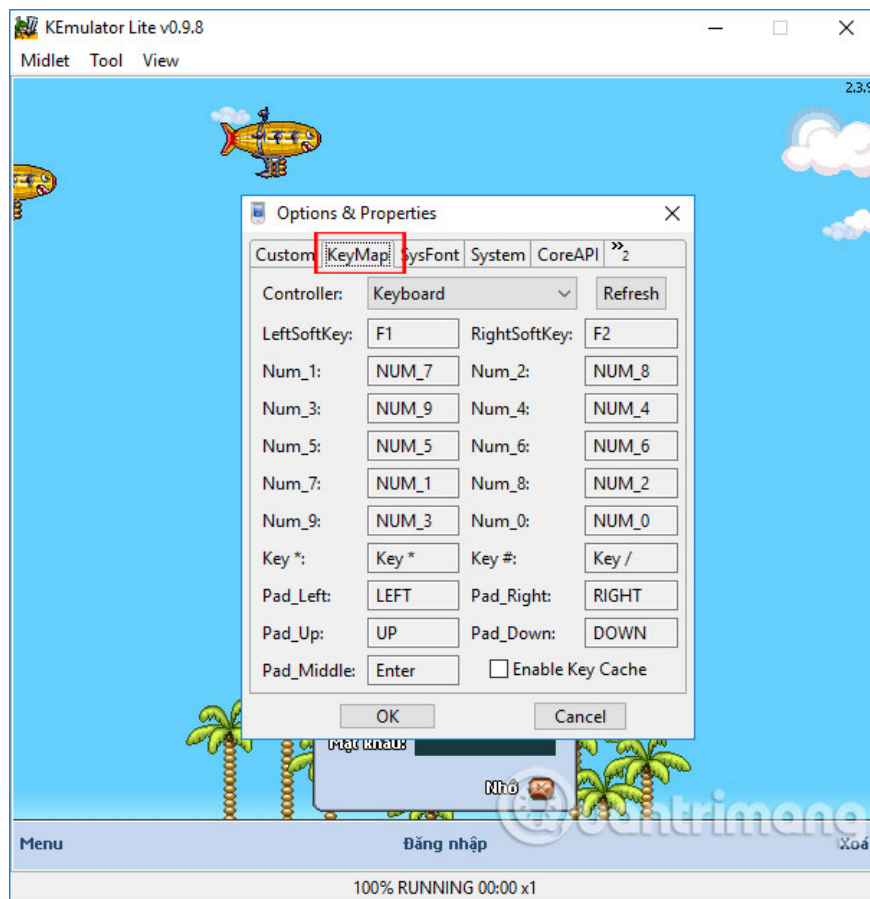 KEmulator Lite v0.9.8
Midlet Tool View
2.3.9
Options & Properties
Custom KeyMap SysFont System CoreAPI »2
Controller: Keyboard Refresh
LeftSoftKey: F1 RightSoftKey: F2
Num_1: NUM_7 Num_2: NUM_8
Num_3: NUM_9 Num_4: NUM_4
Num_5: NUM_5 Num_6: NUM_6
Num_7: NUM_1 Num_8: NUM_2
Num_9: NUM_3 Num_0: NUM_0
Key *: Key * Key #: Key /
Pad_Left: LEFT Pad_Right: RIGHT
Pad_Up: UP Pad_Down: DOWN
Pad_Middle: Enter Enable Key Cache
OK Cancel
Mật khẩu:
Nhớ
uantrimang
Menu Đăng nhập Xoá
100% RUNNING 00:00 x1